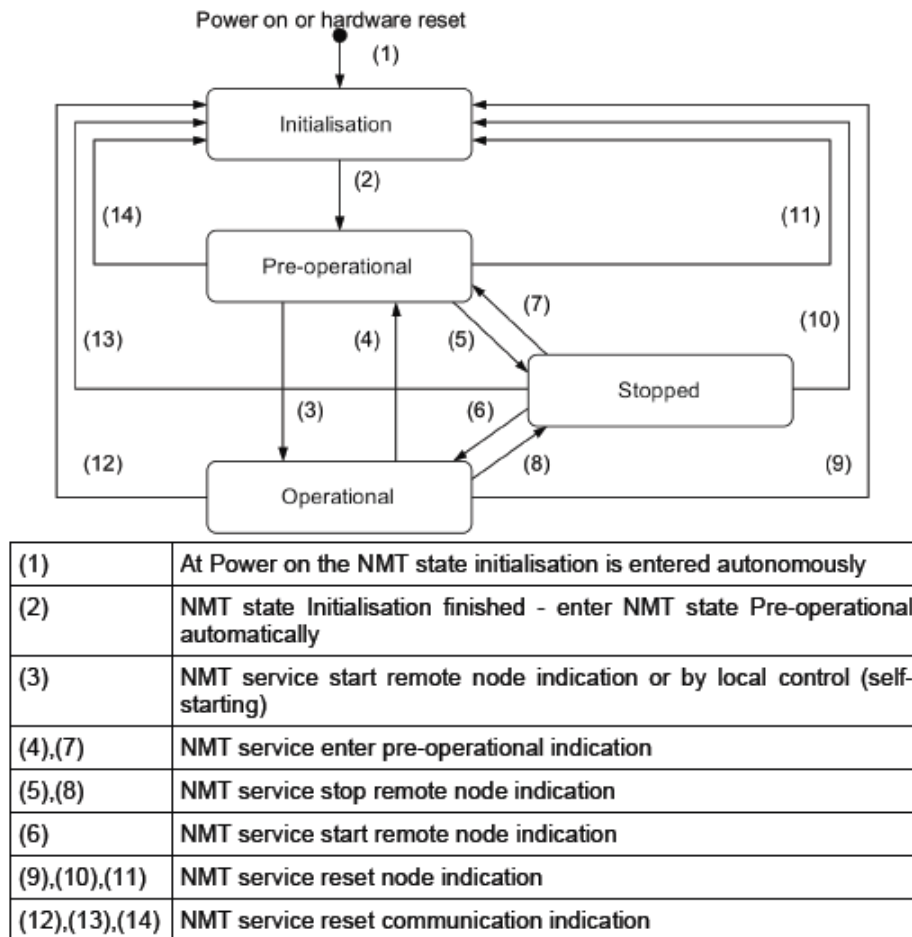 Power on or hardware reset
(1)
Initialisation
(2)
(14)
(11)
Pre-operational
(7)
(10)
(13)
(4)
(5)
Stopped
(3)
(6)
(12)
(8)
(9)
Operational
(1) At Power on the NMT state initialisation is entered autonomously
(2) NMT state Initialisation finished - enter NMT state Pre-operational
automatically
(3) NMT service start remote node indication or by local control (self-
starting)
(4),(7) NMT service enter pre-operational indication
(5),(8) NMT service stop remote node indication
(6) NMT service start remote node indication
(9),(10),(11) NMT service reset node indication
(12),(13),(14) NMT service reset communication indication